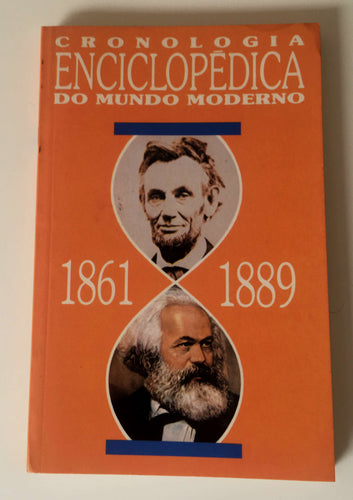 CRONOLOGIA
ENCICLOPÉDICA
DO MUNDO MODERNO
1861 1889